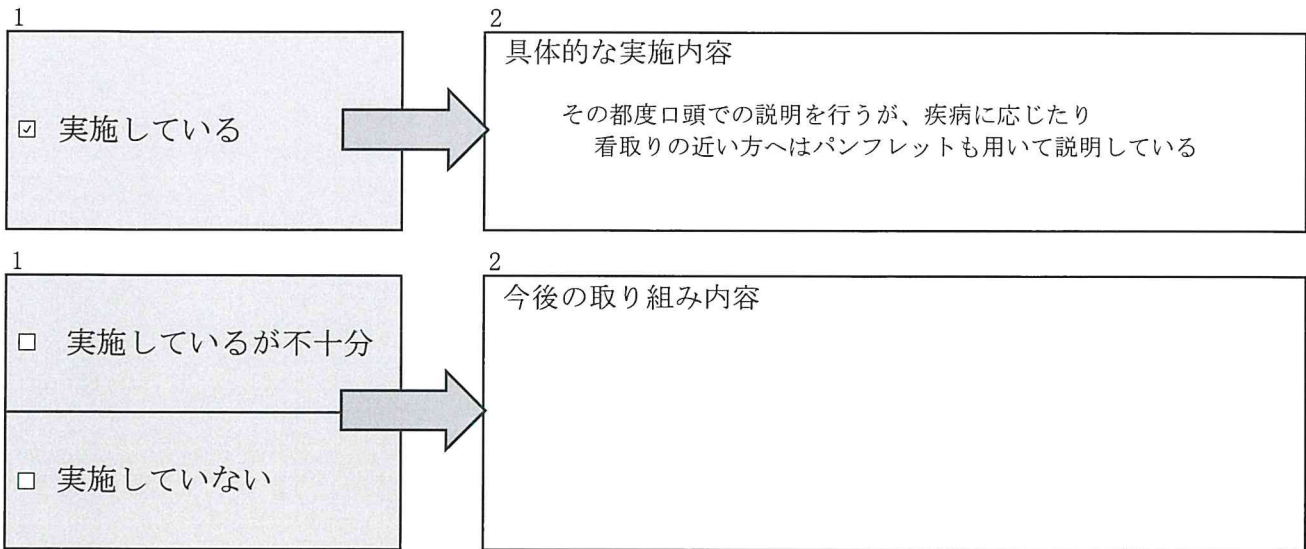 1
☑ 実施している
2
具体的な実施内容
その都度口頭での説明を行うが、疾病に応じたり
看取りの近い方へはパンフレットも用いて説明している
1
□ 実施しているが不十分
□ 実施していない
2
今後の取り組み内容